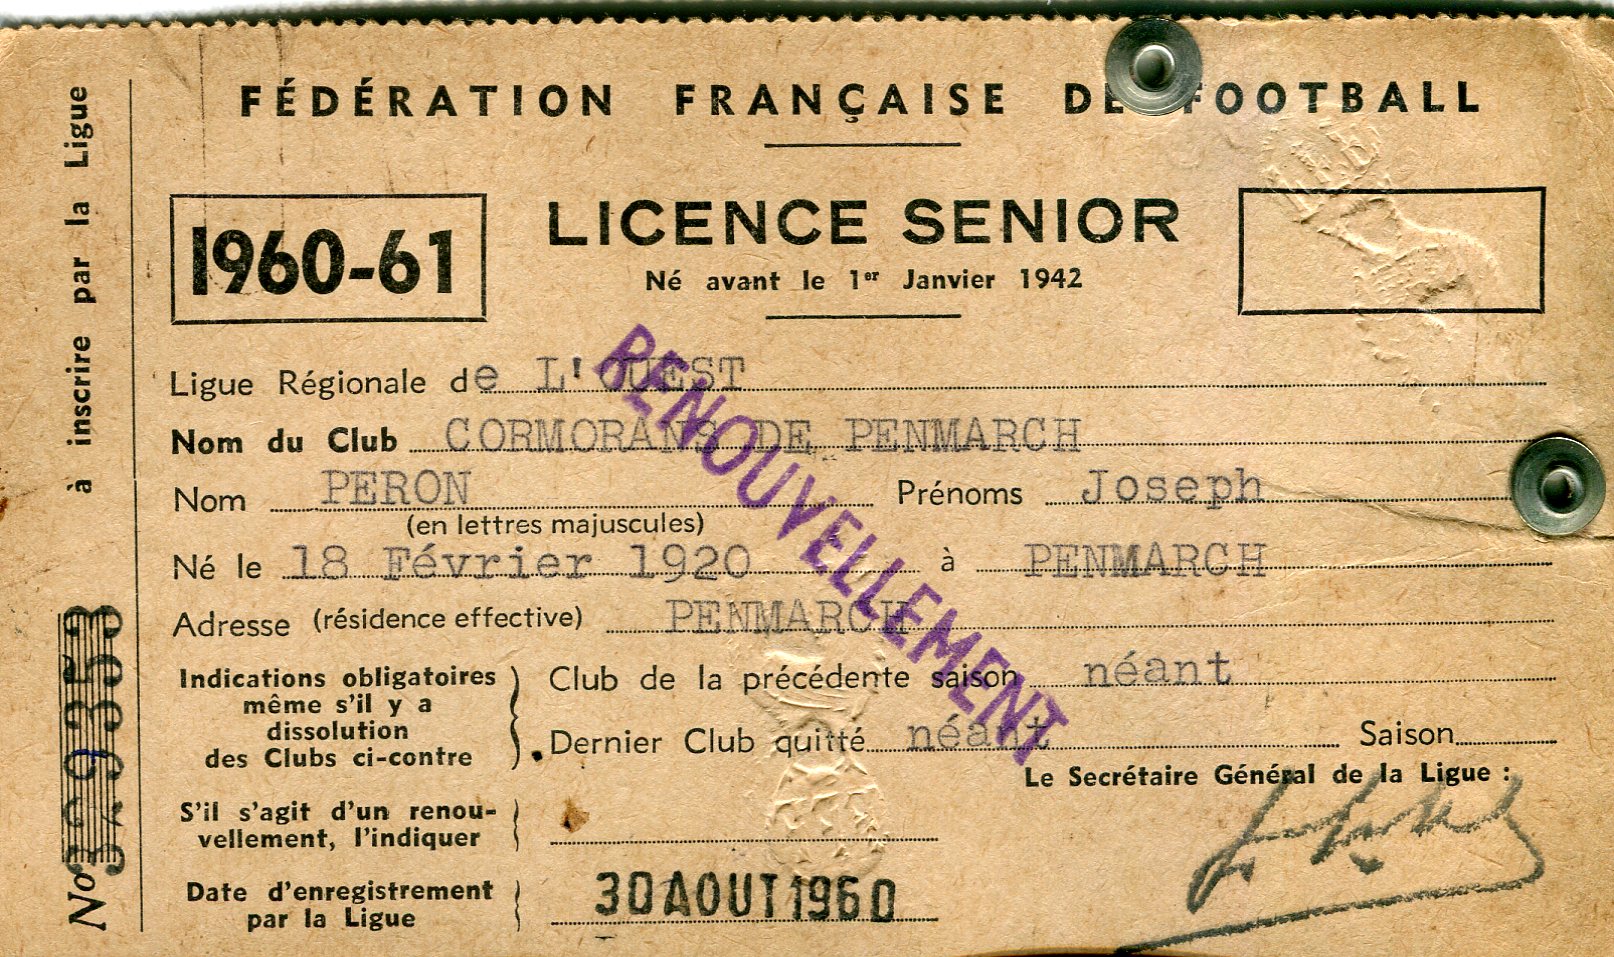 FÉDÉRATION FRANÇAISE DE FOOTBALL
1960-61
LICENCE SENIOR
Né avant le 1er Janvier 1942
Ligue Régionale de L'OUEST
Nom du Club CORMORANS DE PENMARCH
Nom PERON Prénoms Joseph
(en lettres majuscules)
Né le 18 Février 1920 à PENMARCH
Adresse (résidence effective) PENMARCH
RENOUVELLEMENT
Indications obligatoires
même s'il y a
dissolution
des Clubs ci-contre
Club de la précédente saison néant
Dernier Club quitté néant Saison
Le Secrétaire Général de la Ligue :
S'il s'agit d'un renou-
vellement, l'indiquer
Date d'enregistrement
par la Ligue
30 AOUT 1960
à inscrire par la Ligue
No